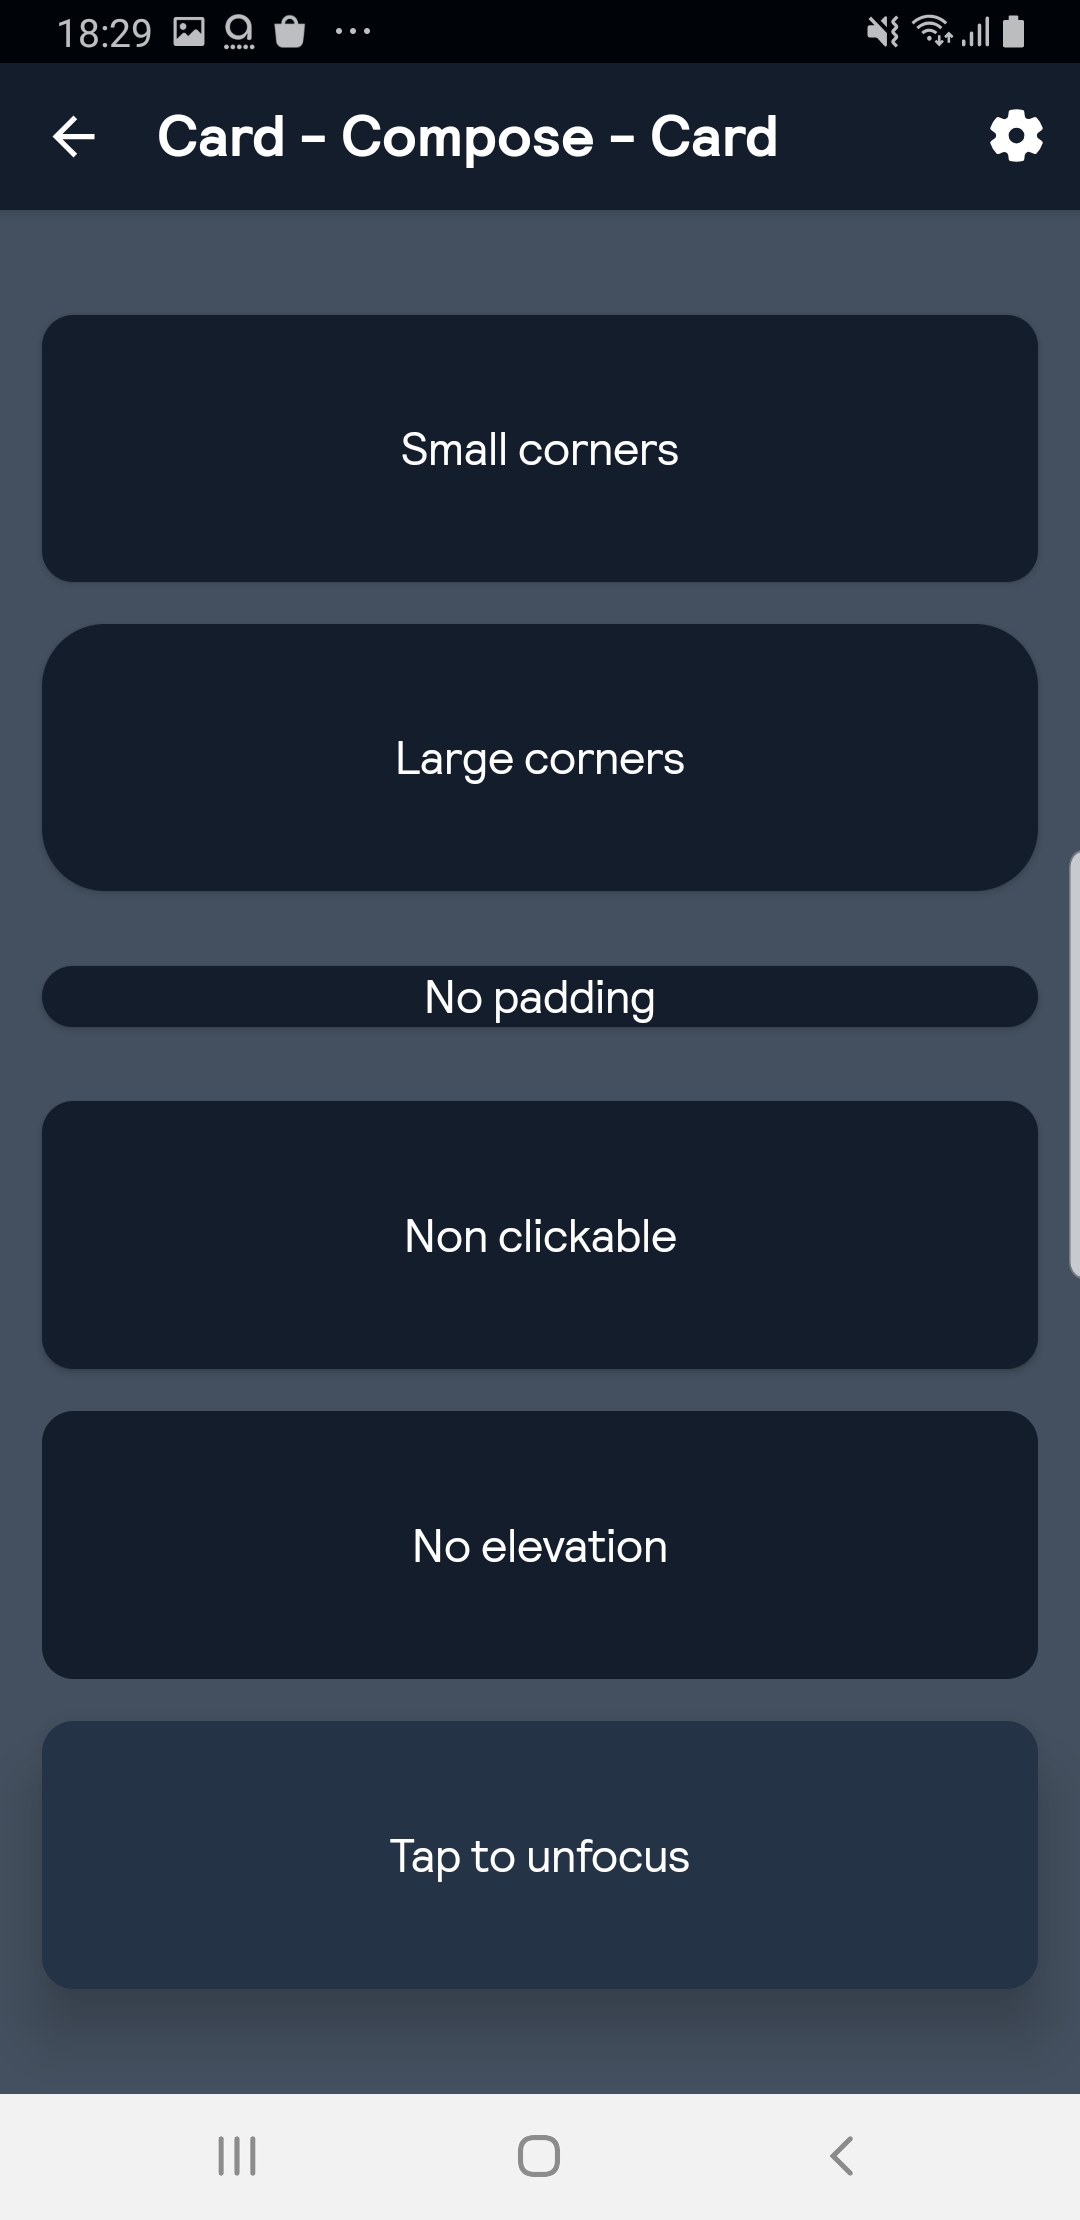 18:29
Card - Compose - Card
Small corners
Large corners
No padding
Non clickable
No elevation
Tap to unfocus